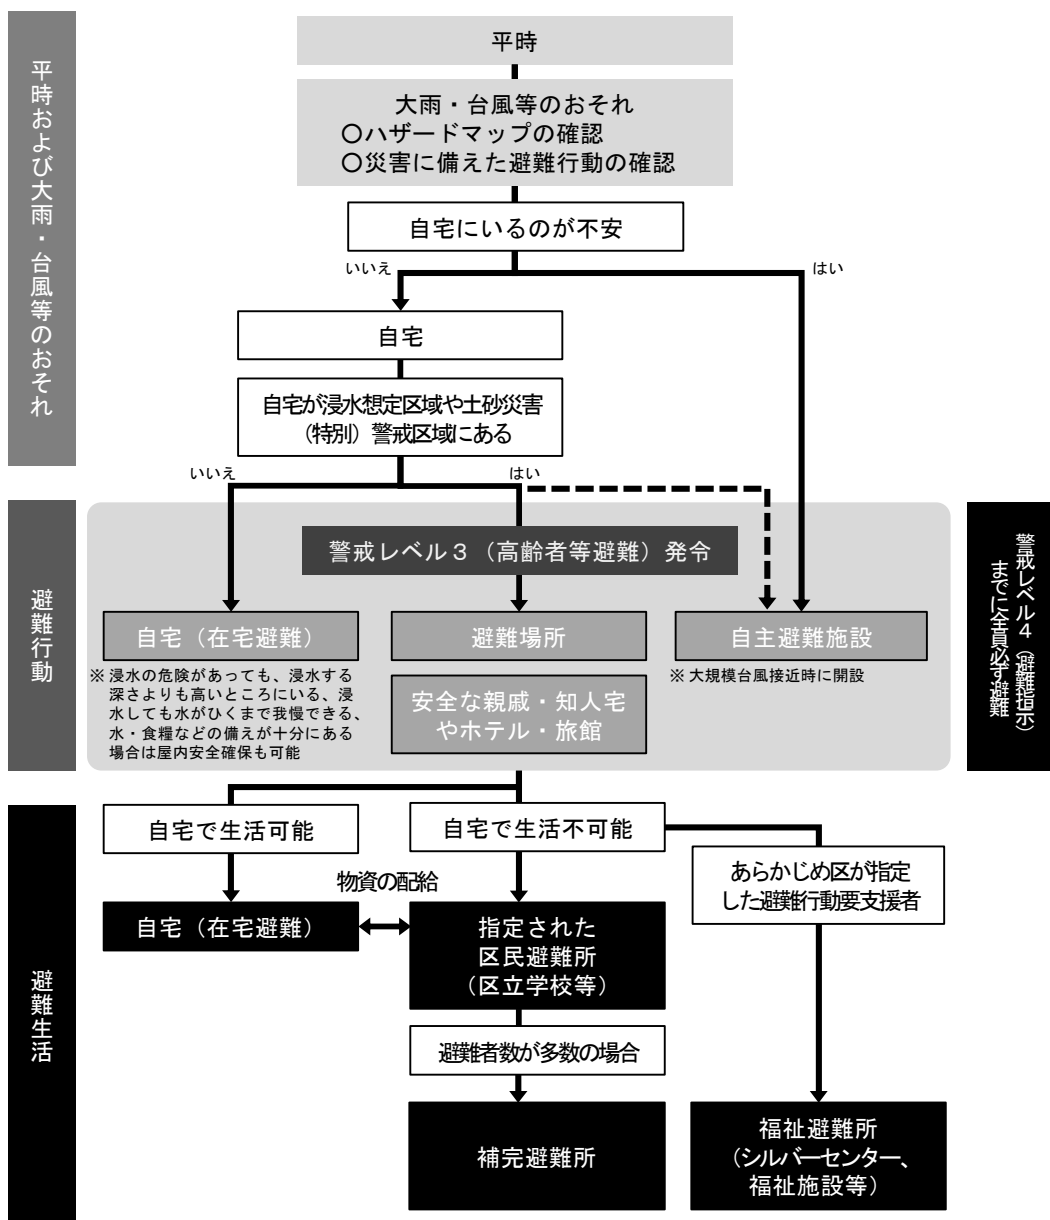 平時および大雨・台風等のおそれ
平時
大雨・台風等のおそれ
〇ハザードマップの確認
〇災害に備えた避難行動の確認
自宅にいるのが不安
いいえ
はい
自宅
自宅が浸水想定区域や土砂災害
（特別）警戒区域にある
いいえ
はい
避難行動
警戒レベル３（高齢者等避難）発令
警戒レベル４（避難指示）
までに全員必ず避難
自宅（在宅避難）
避難場所
自主避難施設
※浸水の危険があっても、浸水する
深さよりも高いところにいる、浸
水しても水がひくまで我慢できる、
水・食糧などの備えが十分にある
場合は屋内安全確保も可能
安全な親戚・知人宅
やホテル・旅館
※大規模台風接近時に開設
避難生活
自宅で生活可能
自宅で生活不可能
あらかじめ区が指定
した避難行動要支援者
物資の配給
自宅（在宅避難）
指定された
区民避難所
（区立学校等）
避難者数が多数の場合
補完避難所
福祉避難所
（シルバーセンター、
福祉施設等）